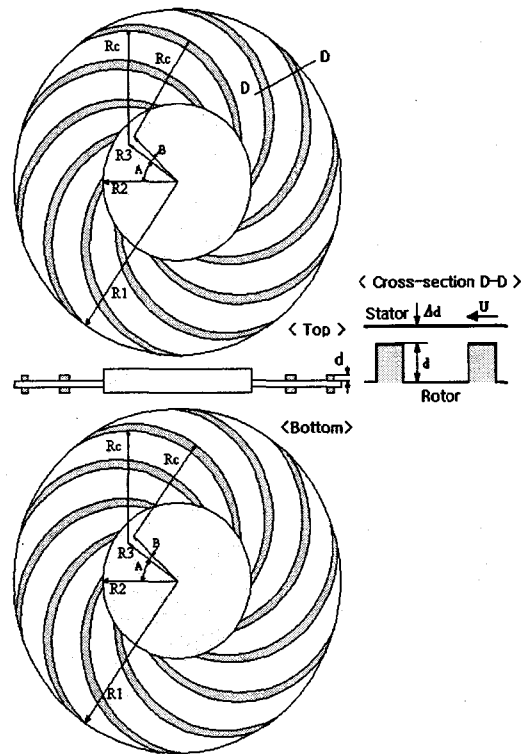 Rc
Rc
D
D
R3
B
A
R2
R1
< Cross-section D-D >
< Top >
Stator
Δd
U
d
d
Rotor
<Bottom>
Rc
Rc
R3
B
A
R2
R1